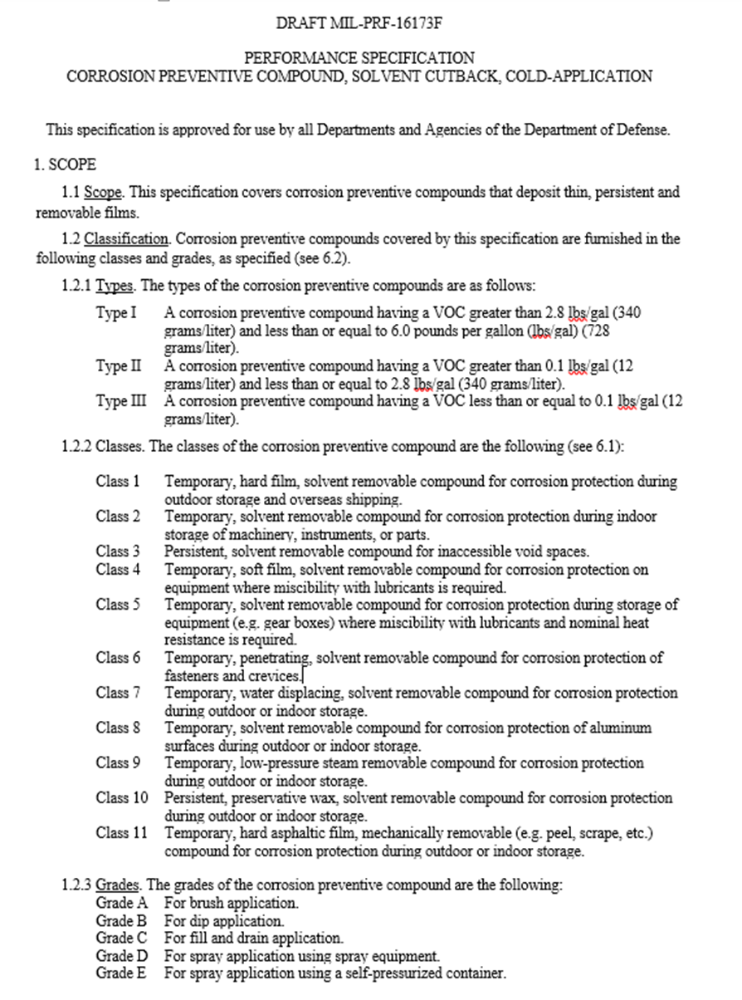 DRAFT MIL-PRF-16173F
PERFORMANCE SPECIFICATION
CORROSION PREVENTIVE COMPOUND, SOLVENT CUTBACK, COLD-APPLICATION
This specification is approved for use by all Departments and Agencies of the Department of Defense.
1. SCOPE
1.1 Scope. This specification covers corrosion preventive compounds that deposit thin, persistent and
removable films.
1.2 Classification. Corrosion preventive compounds covered by this specification are furnished in the
following classes and grades, as specified (see 6.2).
1.2.1 Types. The types of the corrosion preventive compounds are as follows:
Type I A corrosion preventive compound having a VOC greater than 2.8 lbs/gal (340
grams/liter) and less than or equal to 6.0 pounds per gallon (lbs/gal) (728
grams/liter).
Type II A corrosion preventive compound having a VOC greater than 0.1 lbs/gal (12
grams/liter) and less than or equal to 2.8 lbs/gal (340 grams/liter).
Type III A corrosion preventive compound having a VOC less than or equal to 0.1 lbs/gal (12
grams/liter).
1.2.2 Classes. The classes of the corrosion preventive compound are the following (see 6.1):
Class 1 Temporary, hard film, solvent removable compound for corrosion protection during
outdoor storage and overseas shipping.
Class 2 Temporary, solvent removable compound for corrosion protection during indoor
storage of machinery, instruments, or parts.
Class 3 Persistent, solvent removable compound for inaccessible void spaces.
Class 4 Temporary, soft film, solvent removable compound for corrosion protection on
equipment where miscibility with lubricants is required.
Class 5 Temporary, solvent removable compound for corrosion protection during storage of
equipment (e.g. gear boxes) where miscibility with lubricants and nominal heat
resistance is required.
Class 6 Temporary, penetrating, solvent removable compound for corrosion protection of
fasteners and crevices.
Class 7 Temporary, water displacing, solvent removable compound for corrosion protection
during outdoor or indoor storage.
Class 8 Temporary, solvent removable compound for corrosion protection of aluminum
surfaces during outdoor or indoor storage.
Class 9 Temporary, low-pressure steam removable compound for corrosion protection
during outdoor or indoor storage.
Class 10 Persistent, preservative wax, solvent removable compound for corrosion protection
during outdoor or indoor storage.
Class 11 Temporary, hard asphaltic film, mechanically removable (e.g. peel, scrape, etc.)
compound for corrosion protection during outdoor or indoor storage.
1.2.3 Grades. The grades of the corrosion preventive compound are the following:
Grade A For brush application.
Grade B For dip application.
Grade C For fill and drain application.
Grade D For spray application using spray equipment.
Grade E For spray application using a self-pressurized container.